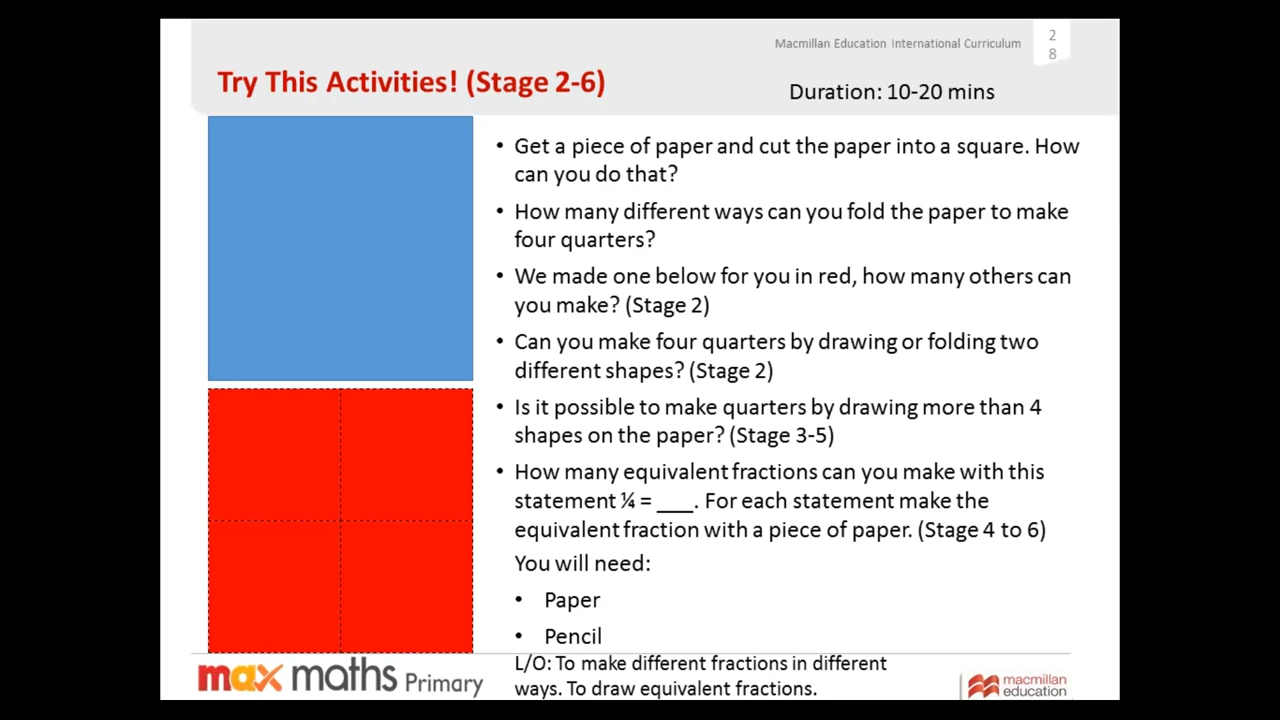 Macmillan Education International Curriculum
2
8
Try This Activities! (Stage 2-6)
Duration: 10-20 mins
• Get a piece of paper and cut the paper into a square. How
can you do that?
• How many different ways can you fold the paper to make
four quarters?
• We made one below for you in red, how many others can
you make? (Stage 2)
• Can you make four quarters by drawing or folding two
different shapes? (Stage 2)
• Is it possible to make quarters by drawing more than 4
shapes on the paper? (Stage 3-5)
• How many equivalent fractions can you make with this
statement ¼ = ___. For each statement make the
equivalent fraction with a piece of paper. (Stage 4 to 6)
You will need:
• Paper
• Pencil
L/O: To make different fractions in different
ways. To draw equivalent fractions.
max maths Primary
macmillan
education